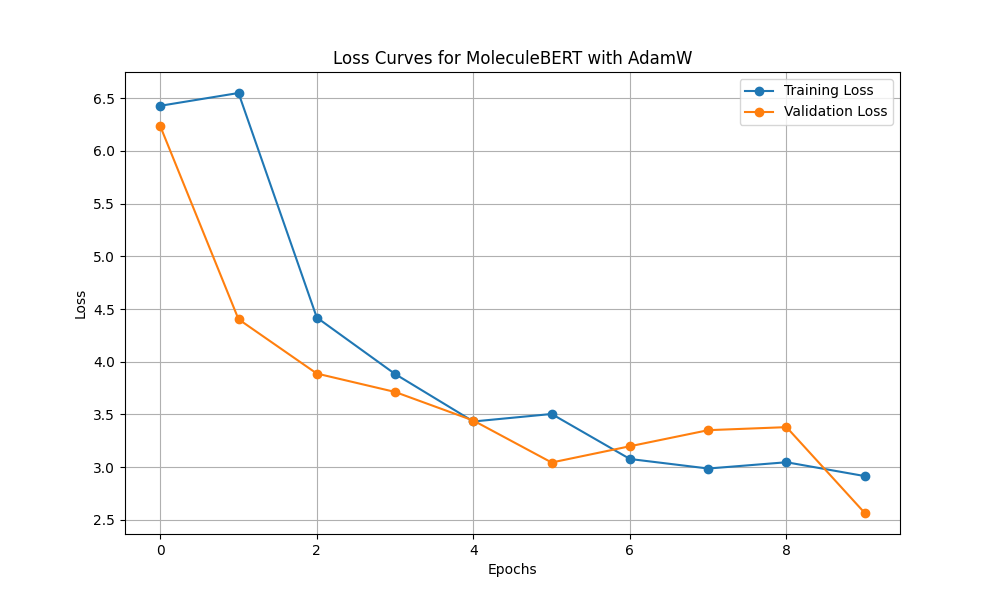 Loss Curves for MoleculeBERT with AdamW
Training Loss
Validation Loss
6.5
6.0
5.5
5.0
4.5
4.0
3.5
3.0
2.5
Loss
0 2 4 6 8
Epochs